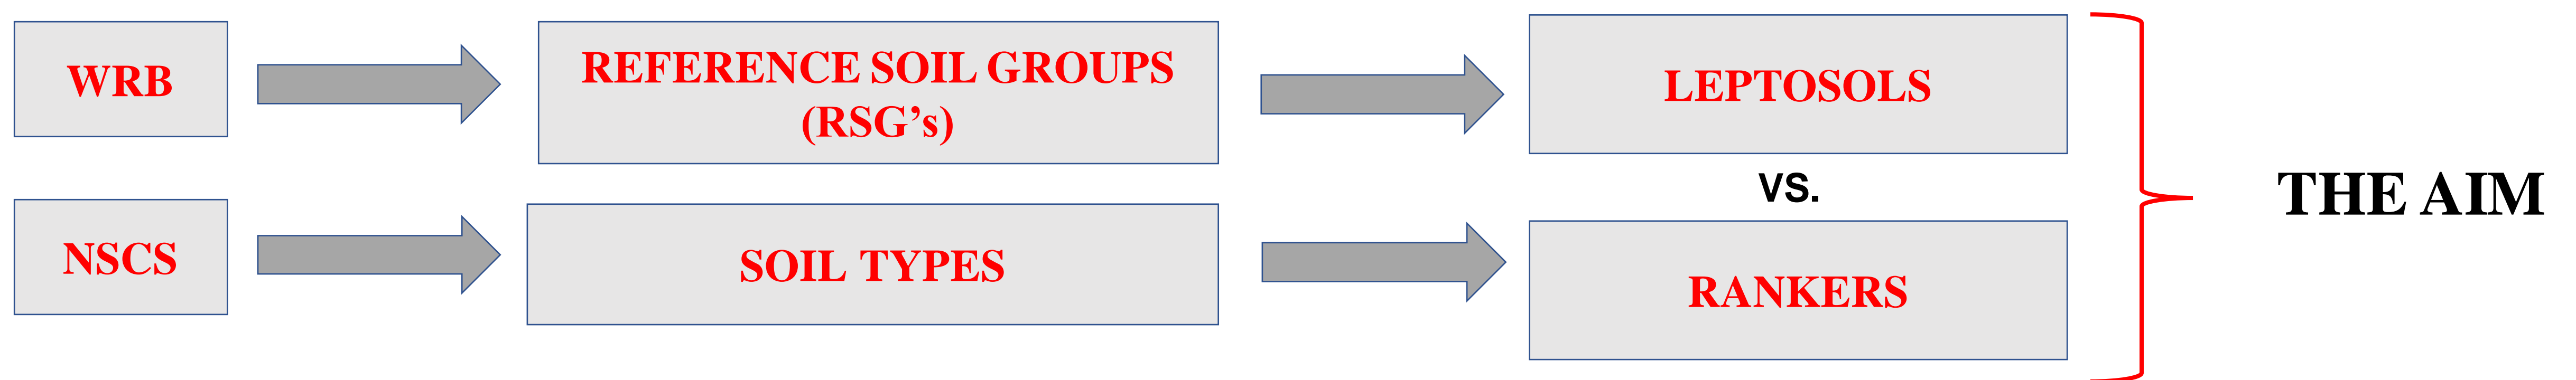 WRB
REFERENCE SOIL GROUPS
(RSG’s)
LEPTOSOLS
vs.
NSCS
SOIL TYPES
RANKERS
THE AIM